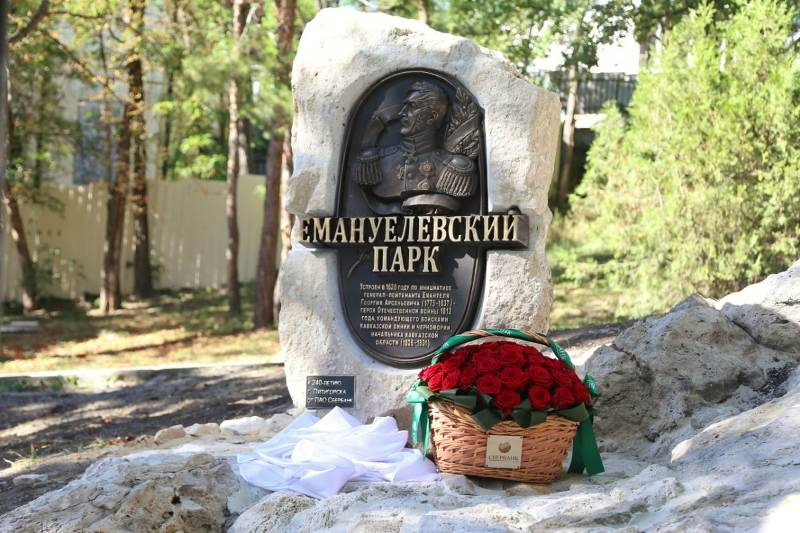 ЕМАНУЕЛЕВСКИЙ
ПАРК
Устроен в 1828 году по инициативе
генерал-лейтенанта Емануеля
Георгия Арсеньевича (1775-1837) -
героя Отечественной войны 1812
года, командующего войсками
Кавказской линии и Черномории
начальника Кавказской
области (1826-1831)
К 240-летию
г. Пятигорска
от ПАО Сбербанк
СБЕРБАНК